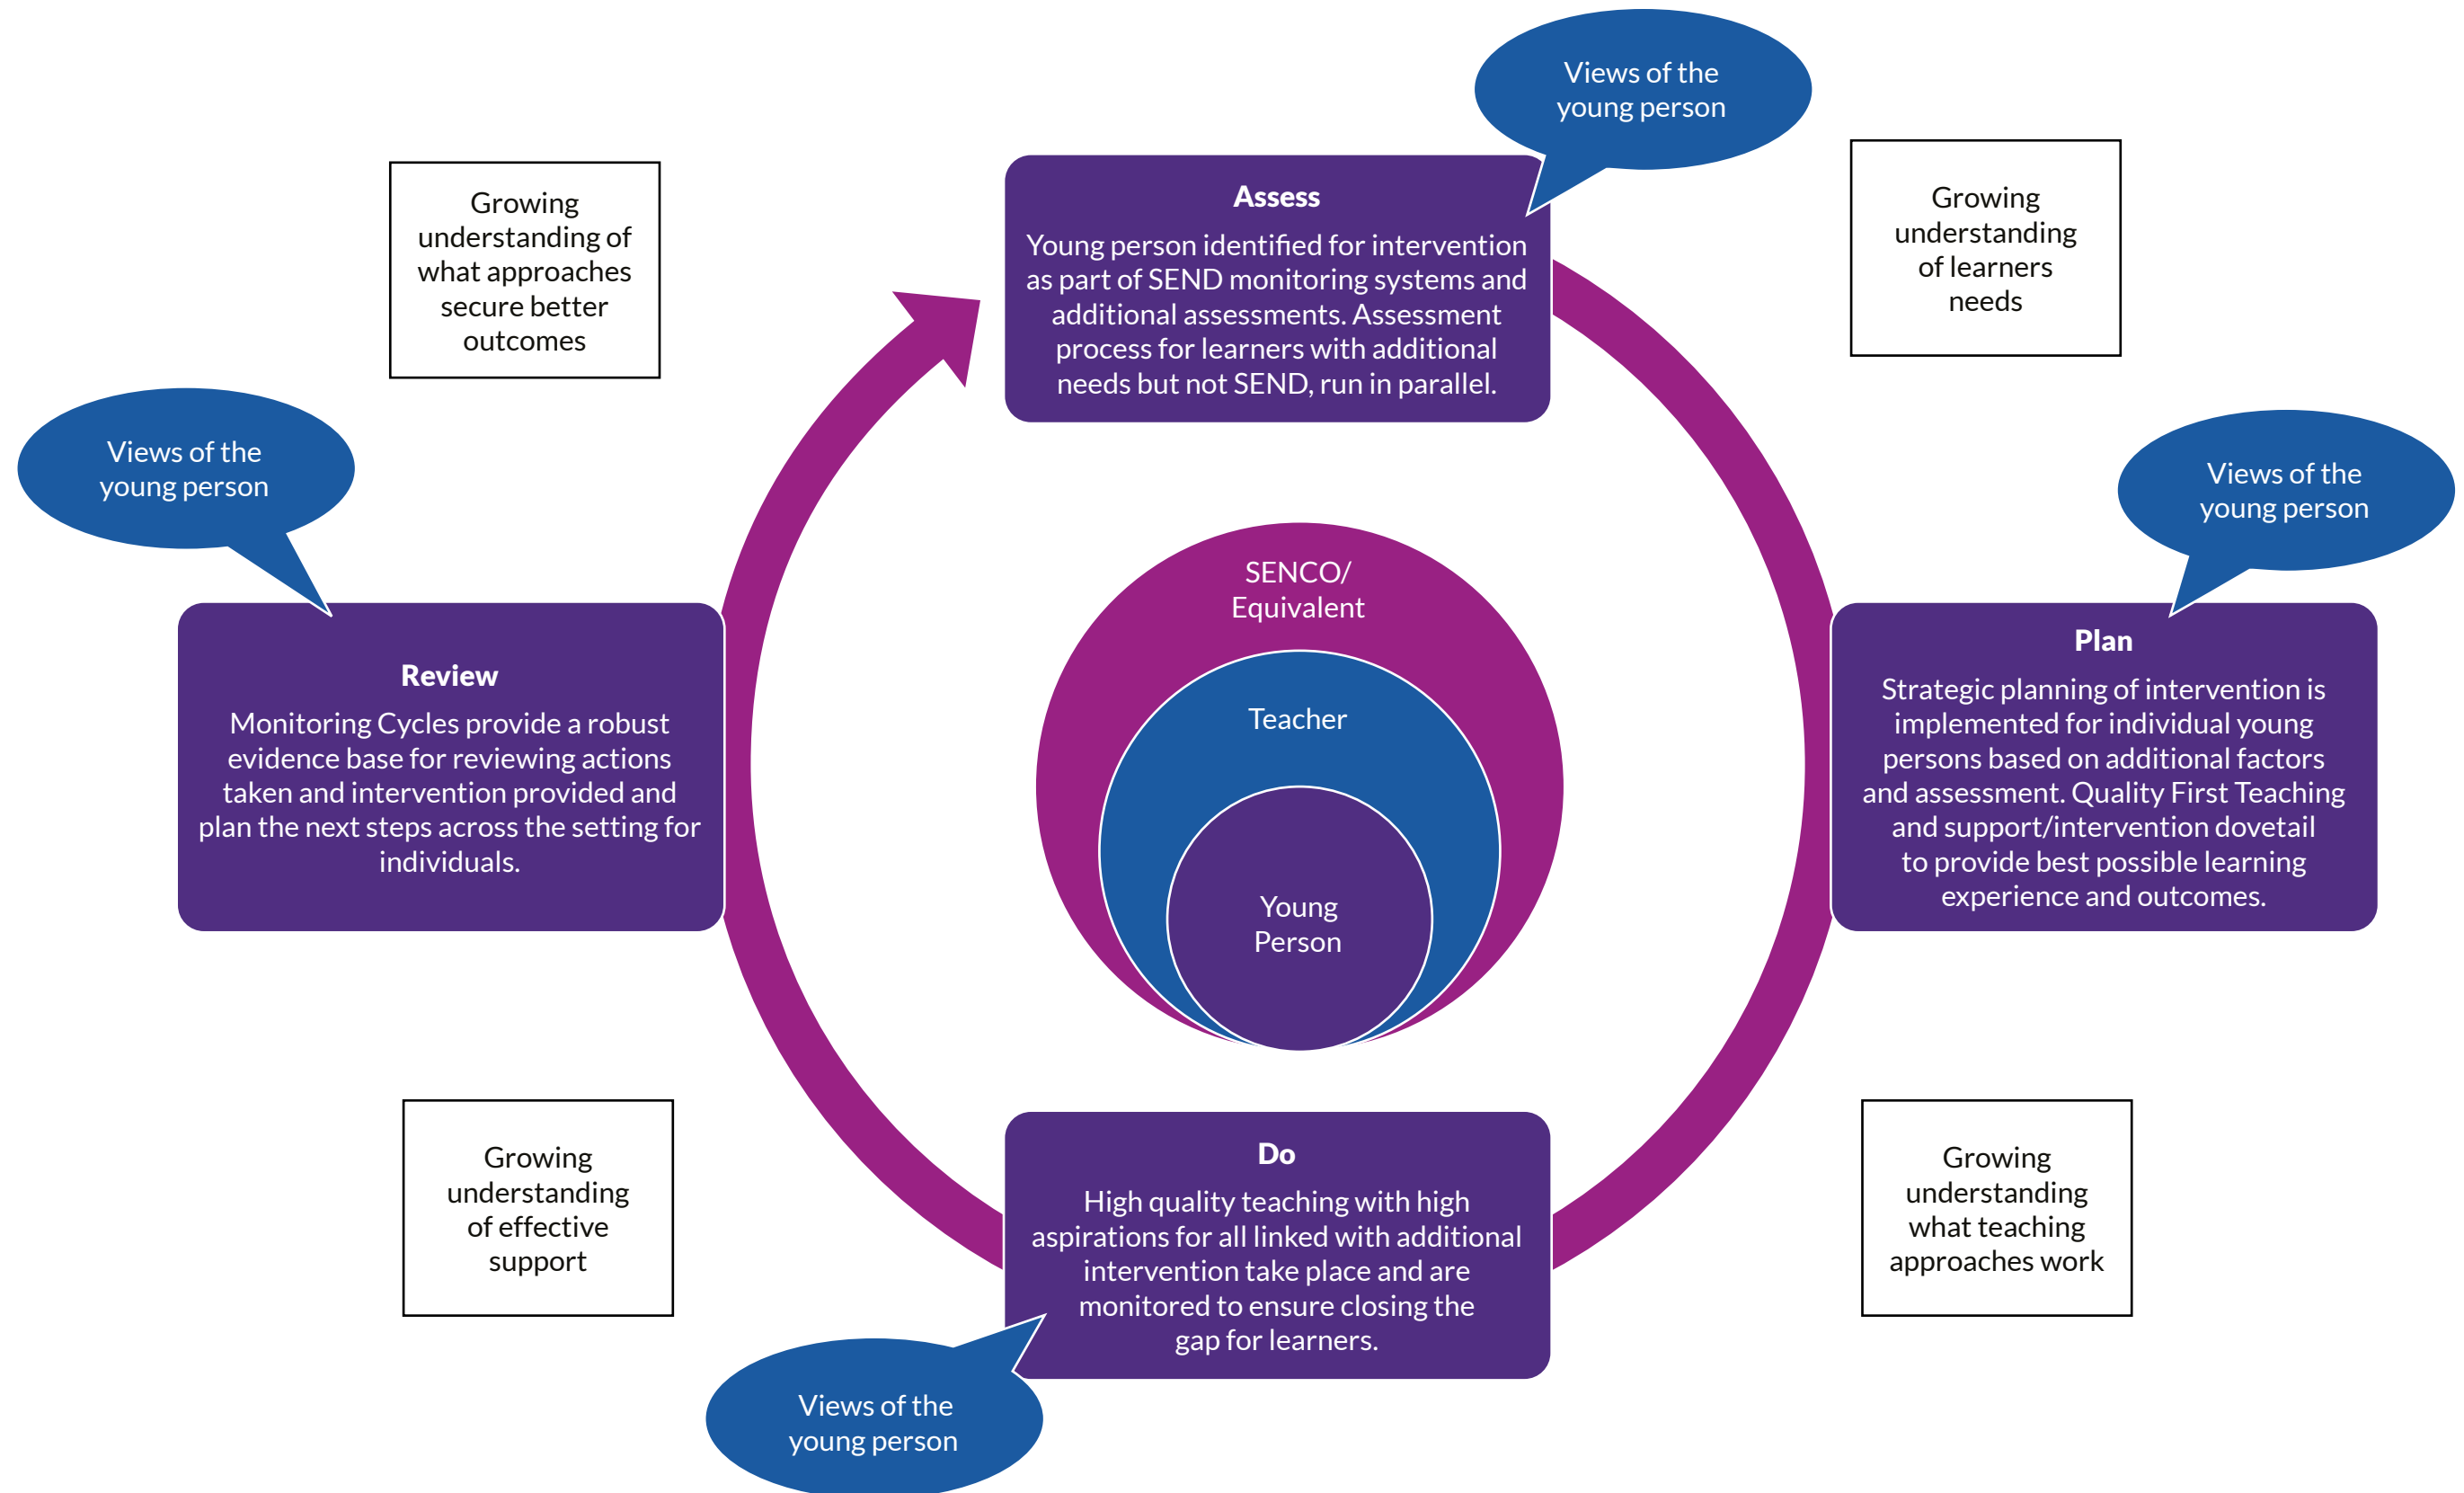 Views of the
young person
Assess
Young person identified for intervention
as part of SEND monitoring systems and
additional assessments. Assessment
process for learners with additional
needs but not SEND, run in parallel.
Growing
understanding
of learners
needs
Views of the
young person
Plan
Strategic planning of intervention is
implemented for individual young
persons based on additional factors
and assessment. Quality First Teaching
and support/intervention dovetail
to provide best possible learning
experience and outcomes.
Growing
understanding
what teaching
approaches work
Do
High quality teaching with high
aspirations for all linked with additional
intervention take place and are
monitored to ensure closing the
gap for learners.
Views of the
young person
Growing
understanding
of effective
support
Views of the
young person
Review
Monitoring Cycles provide a robust
evidence base for reviewing actions
taken and intervention provided and
plan the next steps across the setting for
individuals.
Growing
understanding of
what approaches
secure better
outcomes
SENCO/
Equivalent
Teacher
Young
Person